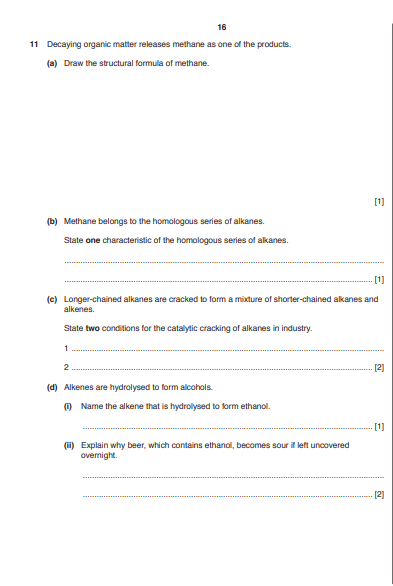 16
11 Decaying organic matter releases methane as one of the products.
(a) Draw the structural formula of methane.
[1]
(b) Methane belongs to the homologous series of alkanes.
State one characteristic of the homologous series of alkanes.
[1]
(c) Longer-chained alkanes are cracked to form a mixture of shorter-chained alkanes and
alkenes.
State two conditions for the catalytic cracking of alkanes in industry.
1
2 [2]
(d) Alkenes are hydrolysed to form alcohols.
(i) Name the alkene that is hydrolysed to form ethanol.
[1]
(ii) Explain why beer, which contains ethanol, becomes sour if left uncovered
overnight.
[2]